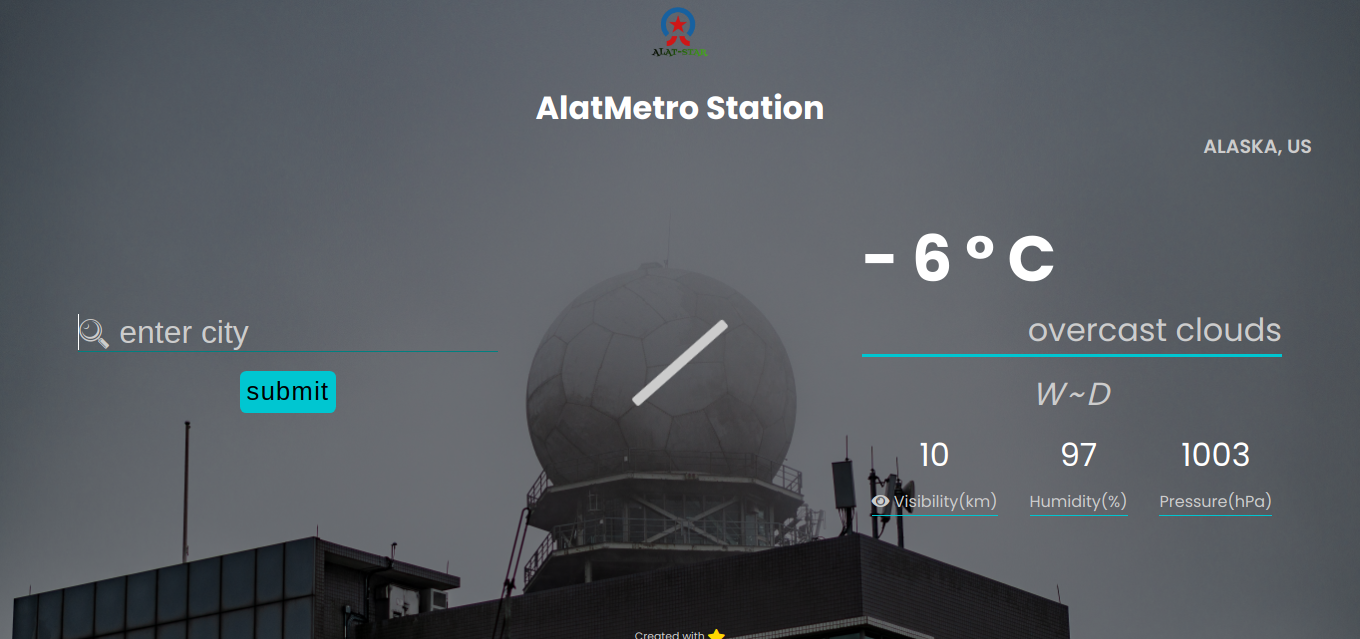 ALAT-STAR
AlatMetro Station
ALASKA, US
- 6 ° C
enter city
overcast clouds
submit
W~D
10 97 1003
Visibility(km) Humidity(%) Pressure(hPa)
Created with